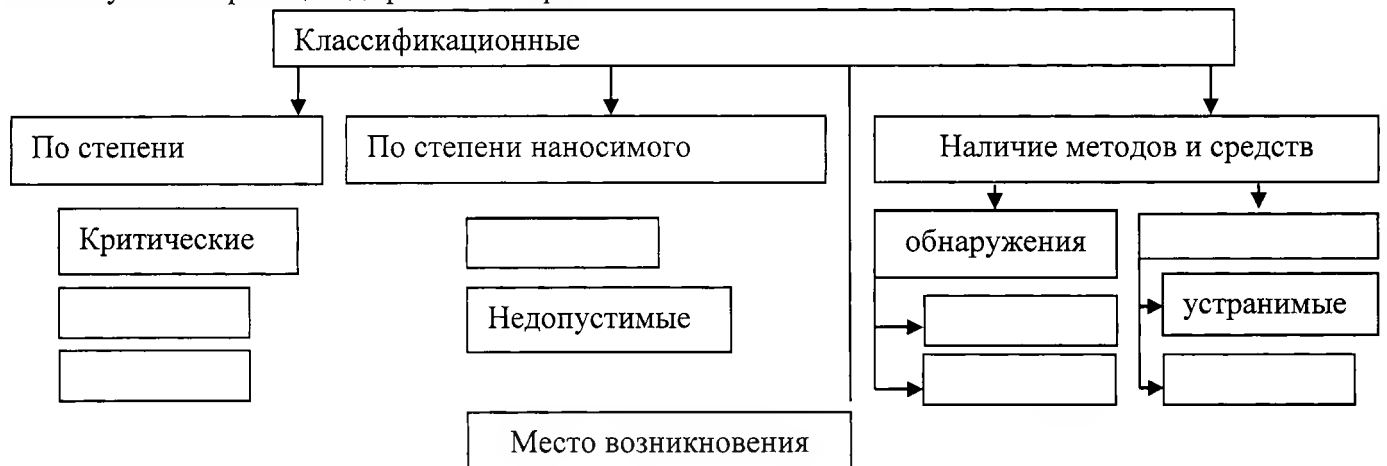 Классификационные
По степени
По степени наносимого
Наличие методов и средств
Критические
обнаружения
Недопустимые
устранимые
Место возникновения